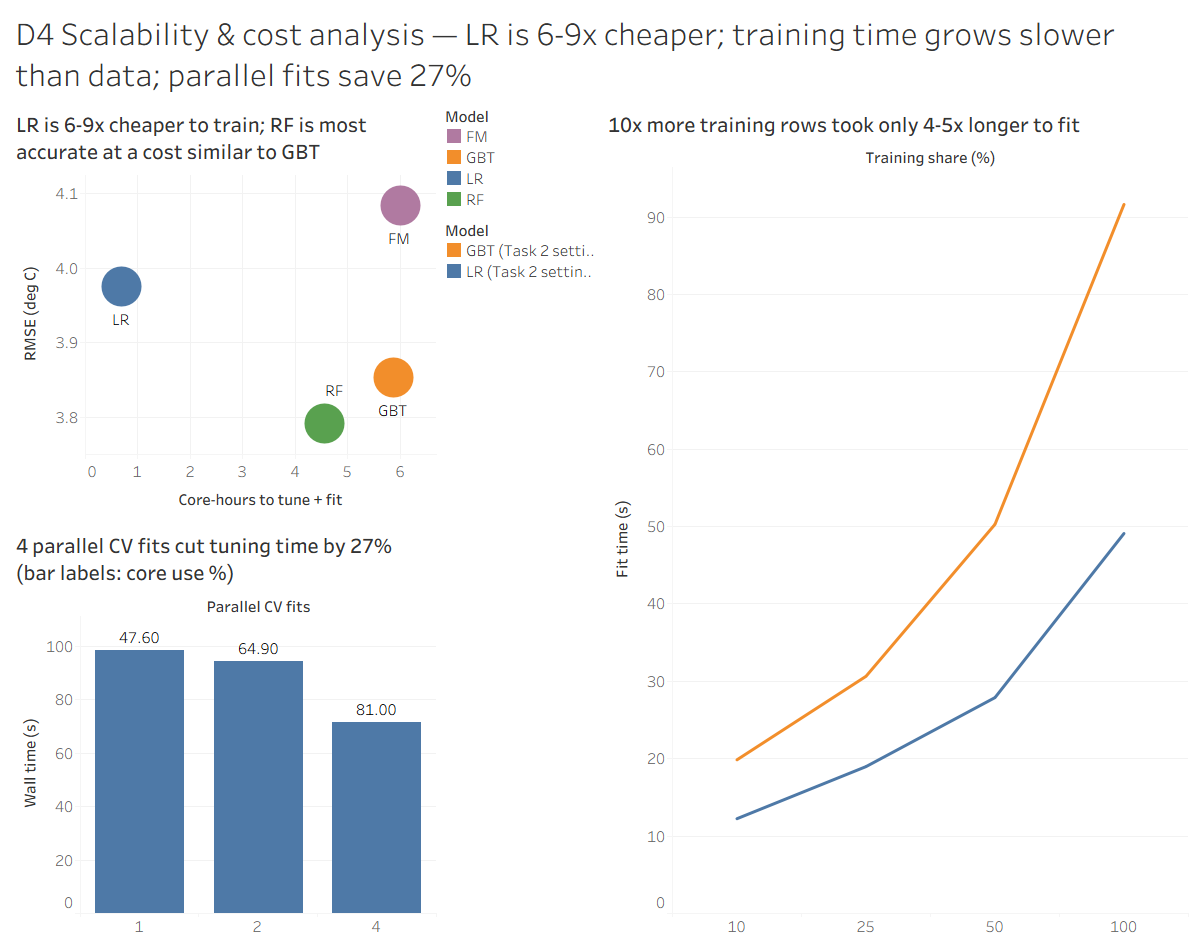 D4 Scalability & cost analysis — LR is 6-9x cheaper; training time grows slower
than data; parallel fits save 27%
LR is 6-9x cheaper to train; RF is most
accurate at a cost similar to GBT
4.1
4.0
3.9
3.8
RMSE (deg C)
FM
LR
RF
GBT
0 1 2 3 4 5 6
Core-hours to tune + fit
Model
FM
GBT
LR
RF
Model
GBT (Task 2 setti..
LR (Task 2 settin..
4 parallel CV fits cut tuning time by 27%
(bar labels: core use %)
Parallel CV fits
100
80
60
40
20
0
Wall time (s)
47.60
64.90
81.00
1 2 4
10x more training rows took only 4-5x longer to fit
Training share (%)
90
80
70
60
50
40
30
20
10
0
Fit time (s)
10 25 50 100